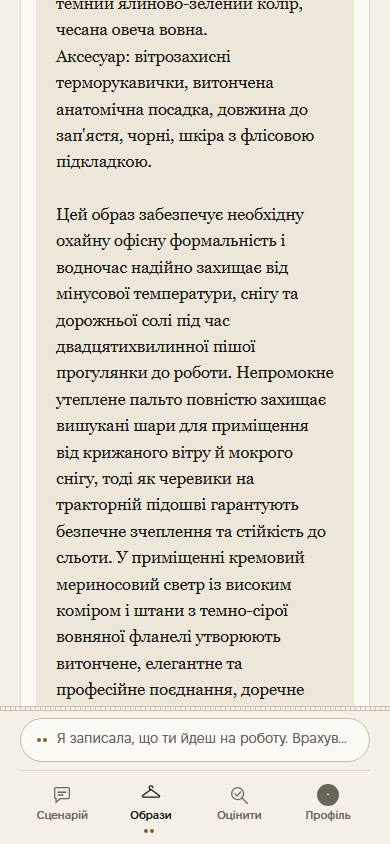 темний ялиново-зелений колір,
чесана овеча вовна.
Аксесуар: вітрозахисні
терморукавички, витончена
анатомічна посадка, довжина до
зап'ястя, чорні, шкіра з флісовою
підкладкою.
Цей образ забезпечує необхідну
охайну офісну формальність і
водночас надійно захищає від
мінусової температури, снігу та
дорожньої солі під час
двадцятихвилинної пішої
прогулянки до роботи. Непромокне
утеплене пальто повністю захищає
вишукані шари для приміщення
від крижаного вітру й мокрого
снігу, тоді як черевики на
тракторній підошві гарантують
безпечне зчеплення та стійкість до
сльоти. У приміщенні кремовий
мериносовий светр із високим
коміром і штани з темно-сірої
вовняної фланелі утворюють
витончене, елегантне та
професійне поєднання, доречне
Я записала, що ти йдеш на роботу. Врахув...
Сценарій
Образи
Оцінити
Профіль